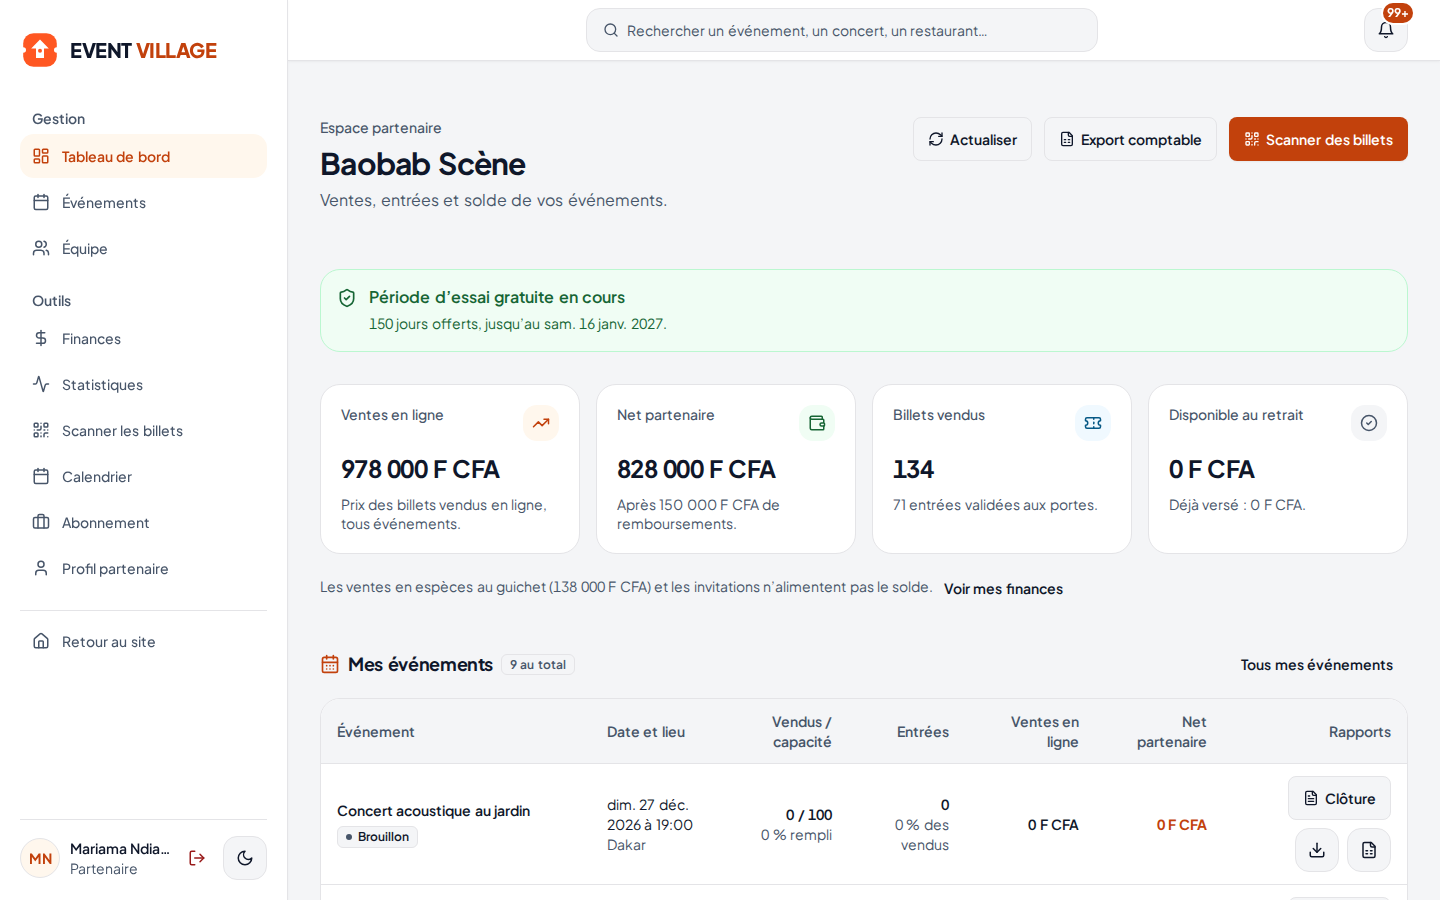 EVENT VILLAGE
Gestion
Tableau de bord
Événements
Équipe
Outils
Finances
Statistiques
Scanner les billets
Calendrier
Abonnement
Profil partenaire
Retour au site
MN
Mariama Ndia...
Partenaire
Rechercher un événement, un concert, un restaurant...
99+
Espace partenaire
Baobab Scène
Ventes, entrées et solde de vos événements.
Actualiser
Export comptable
Scanner des billets
Période d'essai gratuite en cours
150 jours offerts, jusqu'au sam. 16 janv. 2027.
Ventes en ligne
978 000 F CFA
Prix des billets vendus en ligne,
tous événements.
Net partenaire
828 000 F CFA
Après 150 000 F CFA de
remboursements.
Billets vendus
134
71 entrées validées aux portes.
Disponible au retrait
0 F CFA
Déjà versé : 0 F CFA.
Les ventes en espèces au guichet (138 000 F CFA) et les invitations n'alimentent pas le solde. Voir mes finances
Mes événements
9 au total
Tous mes événements
Événement
Date et lieu
Vendus /
capacité
Entrées
Ventes en
ligne
Net
partenaire
Rapports
Concert acoustique au jardin
Brouillon
dim. 27 déc.
2026 à 19:00
Dakar
0 / 100
0 % rempli
0
0 % des
vendus
0 F CFA
0 F CFA
Clôture